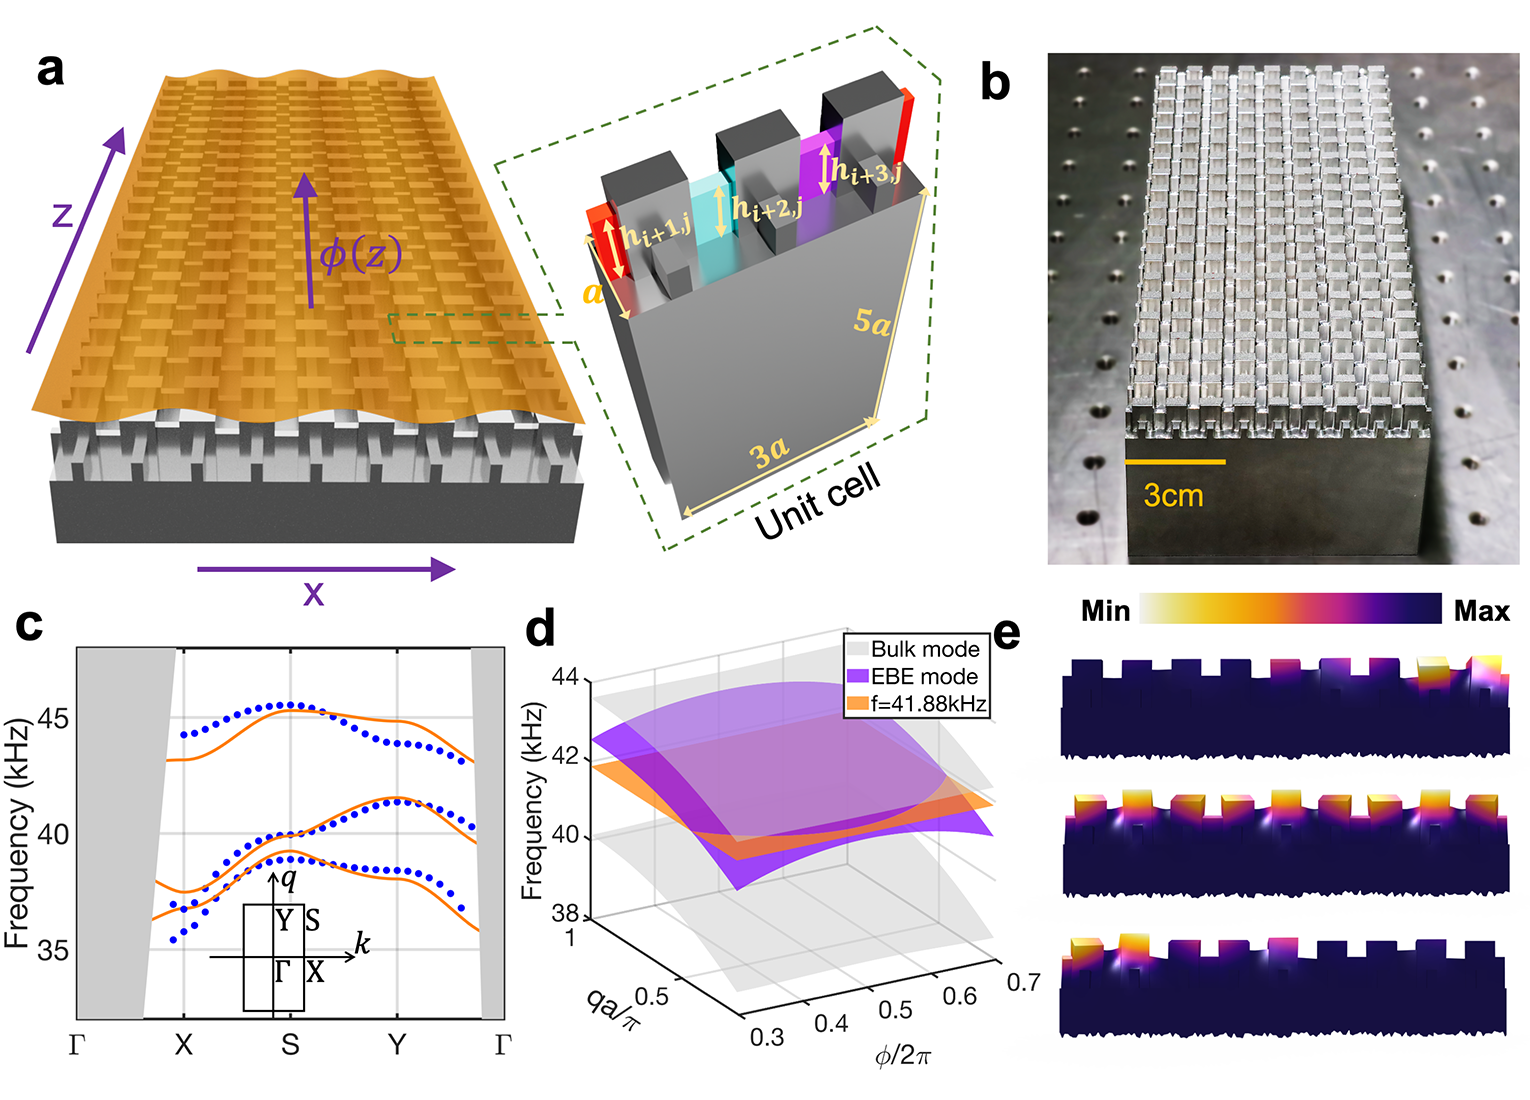 a
z
ϕ(z)
x
h_{i+1,j}
h_{i+2,j}
h_{i+3,j}
a
5a
3a
Unit cell
b
3cm
c
Frequency (kHz)
45
40
35
q
Y S
k
Γ X
Γ X S Y Γ
d
Bulk mode
EBE mode
f=41.88kHz
Frequency (kHz)
44
42
40
38
1
0.5
qa/π
0.3 0.4 0.5 0.6 0.7
ϕ/2π
e
Min Max